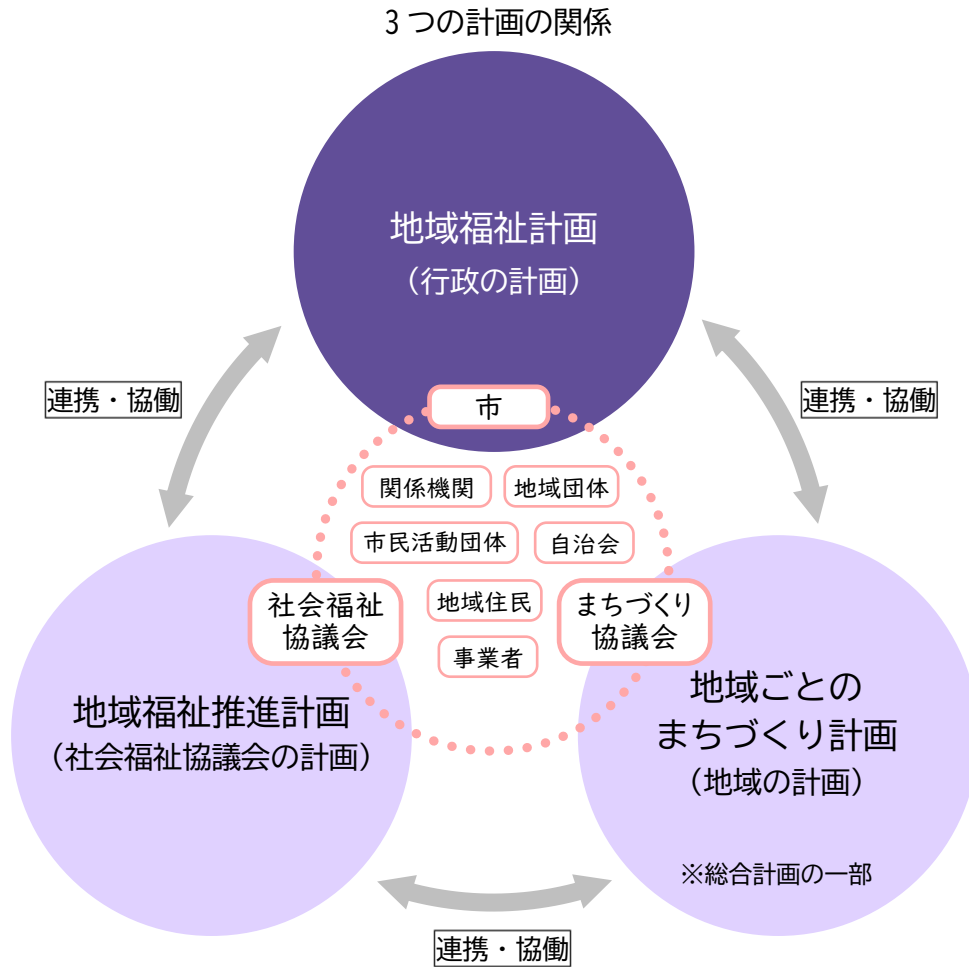 3つの計画の関係
地域福祉計画
（行政の計画）
連携・協働
連携・協働
市
関係機関
地域団体
市民活動団体
自治会
社会福祉
協議会
地域住民
まちづくり
協議会
事業者
地域福祉推進計画
（社会福祉協議会の計画）
地域ごとの
まちづくり計画
（地域の計画）
※総合計画の一部
連携・協働